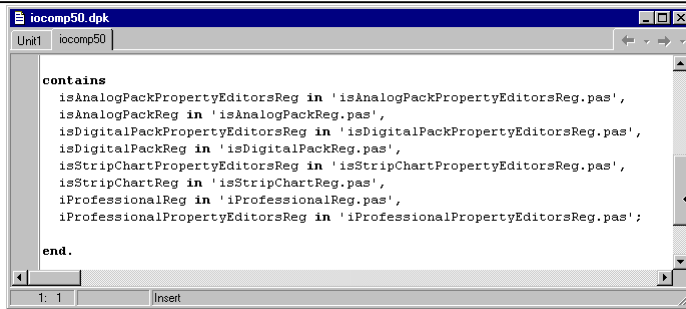 iocomp50.dpk
Unit1 iocomp50
contains
isAnalogPackPropertyEditorsReg in 'isAnalogPackPropertyEditorsReg.pas',
isAnalogPackReg in 'isAnalogPackReg.pas',
isDigitalPackPropertyEditorsReg in 'isDigitalPackPropertyEditorsReg.pas',
isDigitalPackReg in 'isDigitalPackReg.pas',
isStripChartPropertyEditorsReg in 'isStripChartPropertyEditorsReg.pas',
isStripChartReg in 'isStripChartReg.pas',
iProfessionalReg in 'iProfessionalReg.pas',
iProfessionalPropertyEditorsReg in 'iProfessionalPropertyEditorsReg.pas';
end.
1: 1 Insert